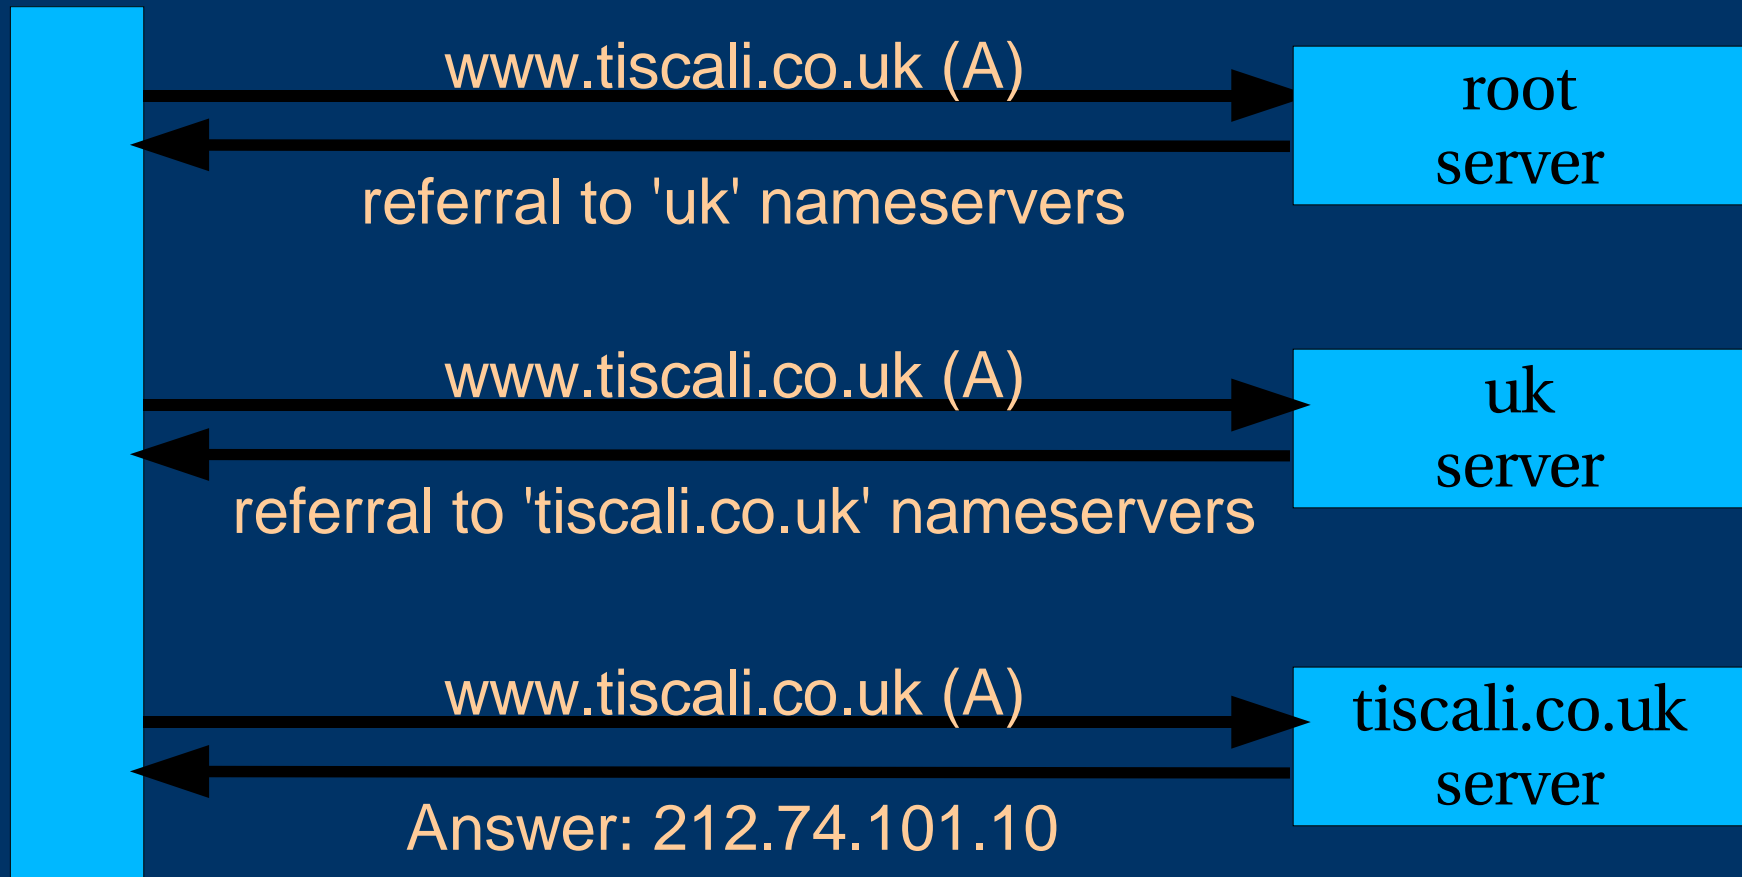 www.tiscali.co.uk (A)
root
server
referral to 'uk' nameservers
www.tiscali.co.uk (A)
uk
server
referral to 'tiscali.co.uk' nameservers
www.tiscali.co.uk (A)
tiscali.co.uk
server
Answer: 212.74.101.10